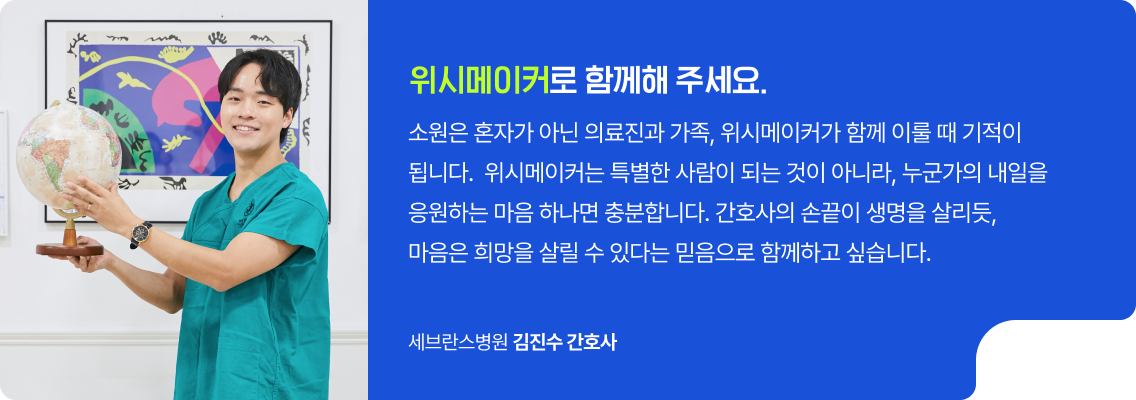 위시메이커로 함께해 주세요.
소원은 혼자가 아닌 의료진과 가족, 위시메이커가 함께 이룰 때 기적이
됩니다. 위시메이커는 특별한 사람이 되는 것이 아니라, 누군가의 내일을
응원하는 마음 하나면 충분합니다. 간호사의 손끝이 생명을 살리듯,
마음은 희망을 살릴 수 있다는 믿음으로 함께하고 싶습니다.
세브란스병원 김진수 간호사